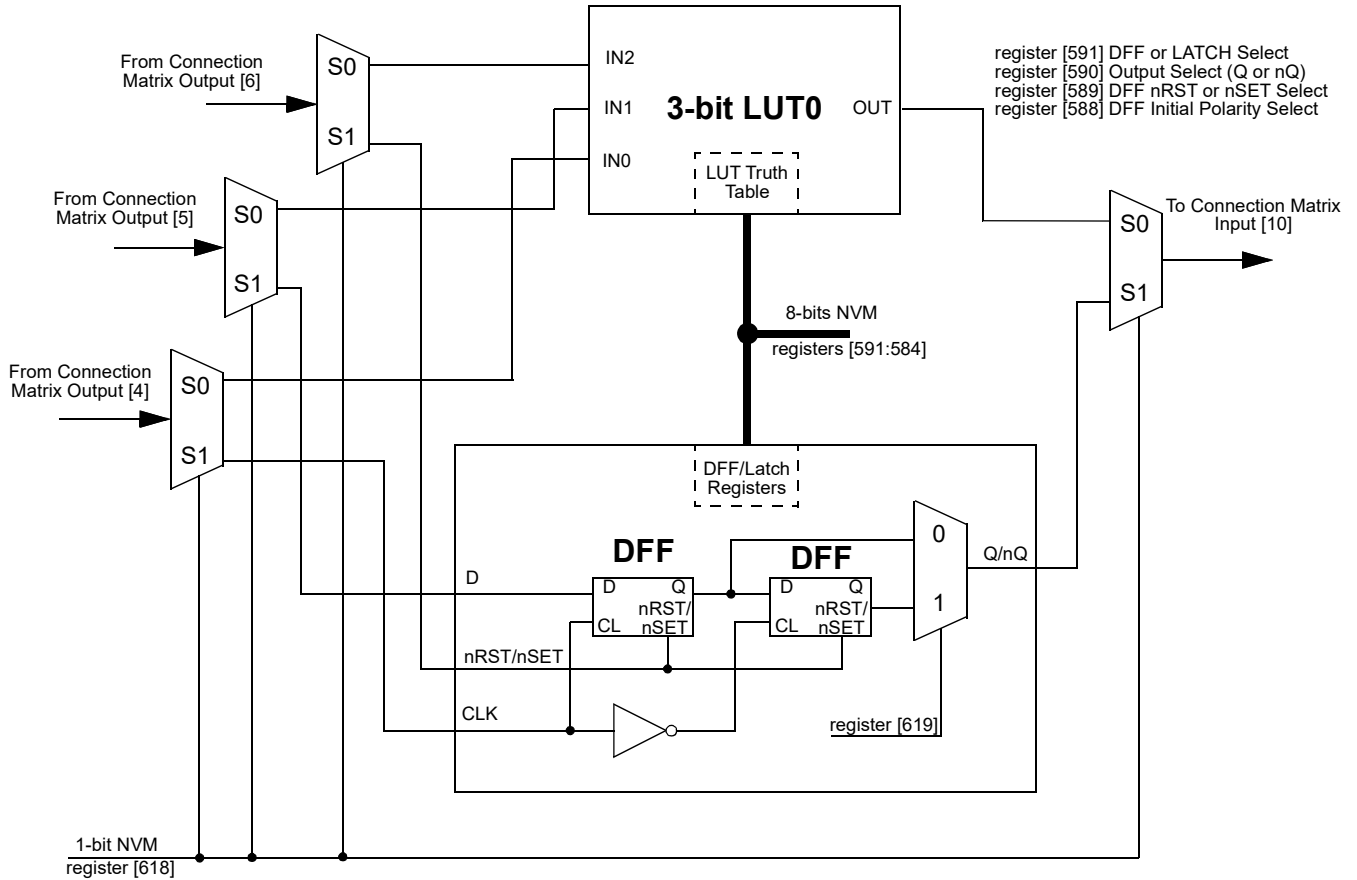 From Connection
Matrix Output [6]
S0
S1
From Connection
Matrix Output [5]
S0
S1
From Connection
Matrix Output [4]
S0
S1
IN2
IN1
IN0
3-bit LUT0
OUT
LUT Truth
Table
register [591] DFF or LATCH Select
register [590] Output Select (Q or nQ)
register [589] DFF nRST or nSET Select
register [588] DFF Initial Polarity Select
S0
S1
To Connection Matrix
Input [10]
8-bits NVM
registers [591:584]
DFF/Latch
Registers
DFF
D
Q
nRST/
nSET
CL
DFF
D
Q
nRST/
nSET
CL
0
1
Q/nQ
D
nRST/nSET
CLK
register [619]
1-bit NVM
register [618]